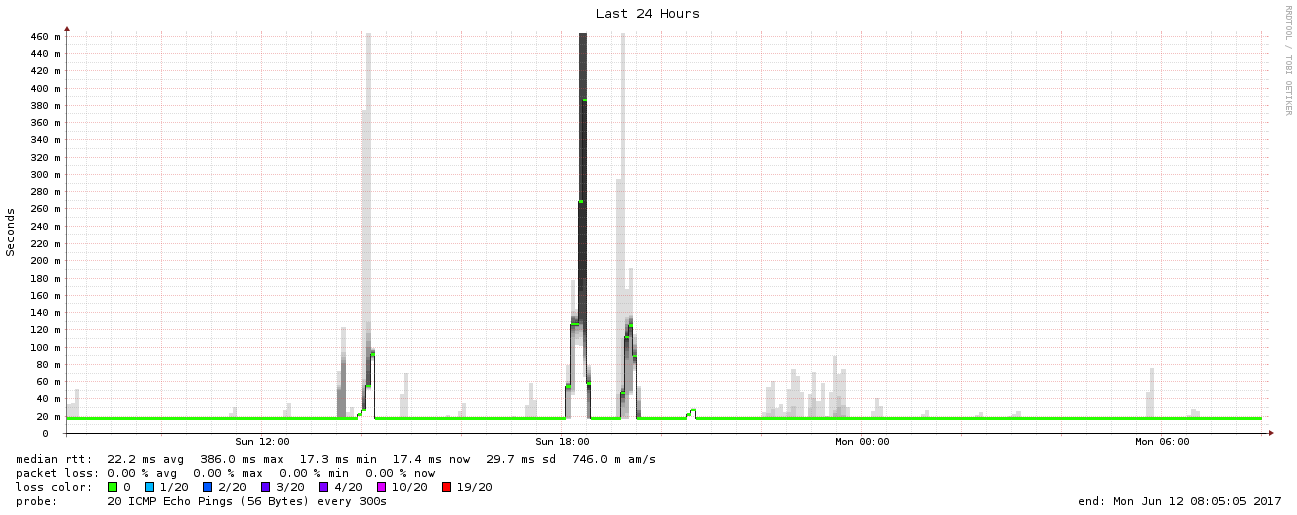 Last 24 Hours
RRDTOOL / TOBI OETIKER
Seconds
460 m
440 m
420 m
400 m
380 m
360 m
340 m
320 m
300 m
280 m
260 m
240 m
220 m
200 m
180 m
160 m
140 m
120 m
100 m
80 m
60 m
40 m
20 m
0
Sun 12:00 Sun 18:00 Mon 00:00 Mon 06:00
median rtt: 22.2 ms avg 386.0 ms max 17.3 ms min 17.4 ms now 29.7 ms sd 746.0 m am/s
packet loss: 0.00 % avg 0.00 % max 0.00 % min 0.00 % now
loss color: 0 1/20 2/20 3/20 4/20 10/20 19/20
probe: 20 ICMP Echo Pings (56 Bytes) every 300s end: Mon Jun 12 08:05:05 2017